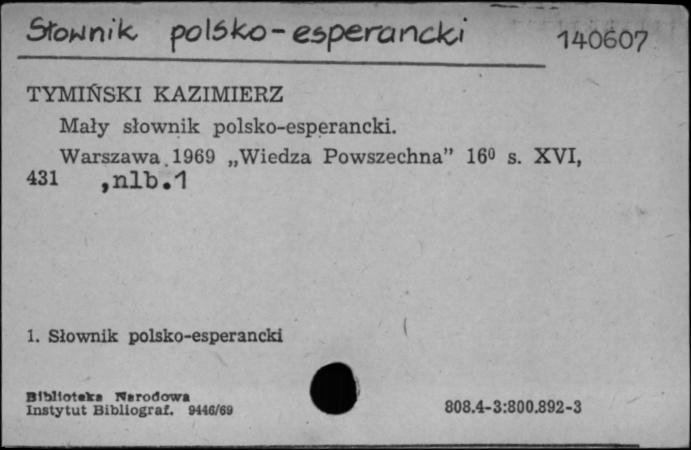 Słownik polsko-esperancki
140607
TYMIŃSKI KAZIMIERZ
Mały słownik polsko-esperancki.
Warszawa 1969 „Wiedza Powszechna” 16⁰ s. XVI,
431 ,nlb.1
1. Słownik polsko-esperancki
Biblioteka Narodowa
Instytut Bibliograf. 9446/69
808.4-3:800.892-3